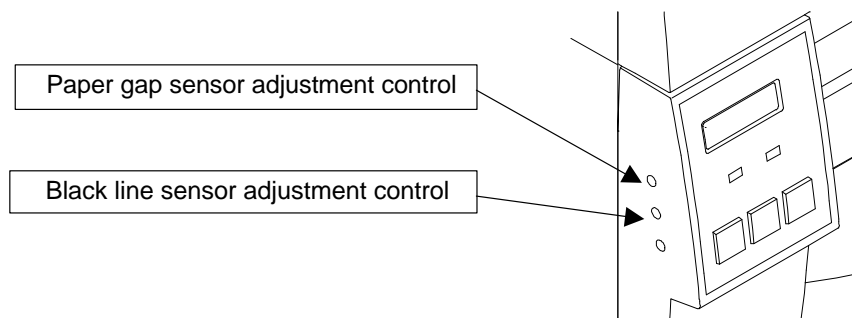 Paper gap sensor adjustment control
Black line sensor adjustment control